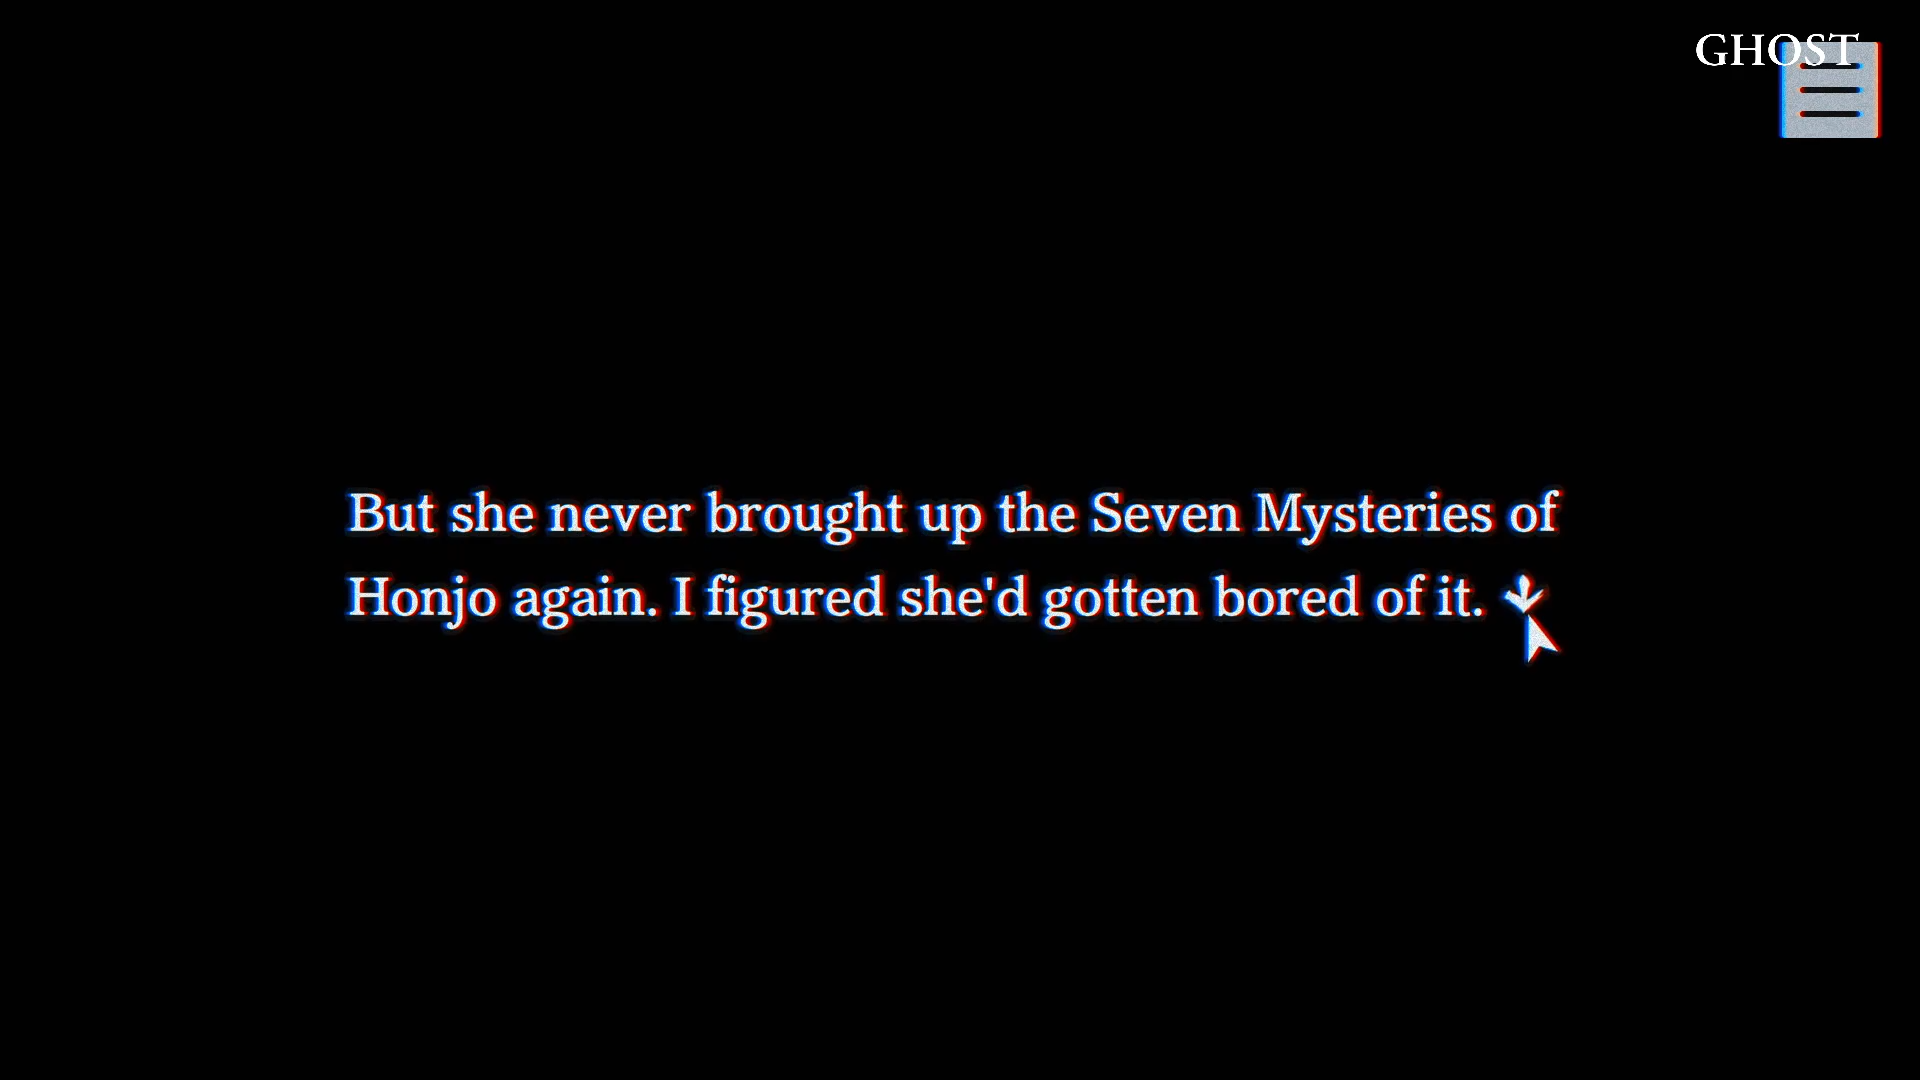 GHOST
But she never brought up the Seven Mysteries of
Honjo again. I figured she'd gotten bored of it.